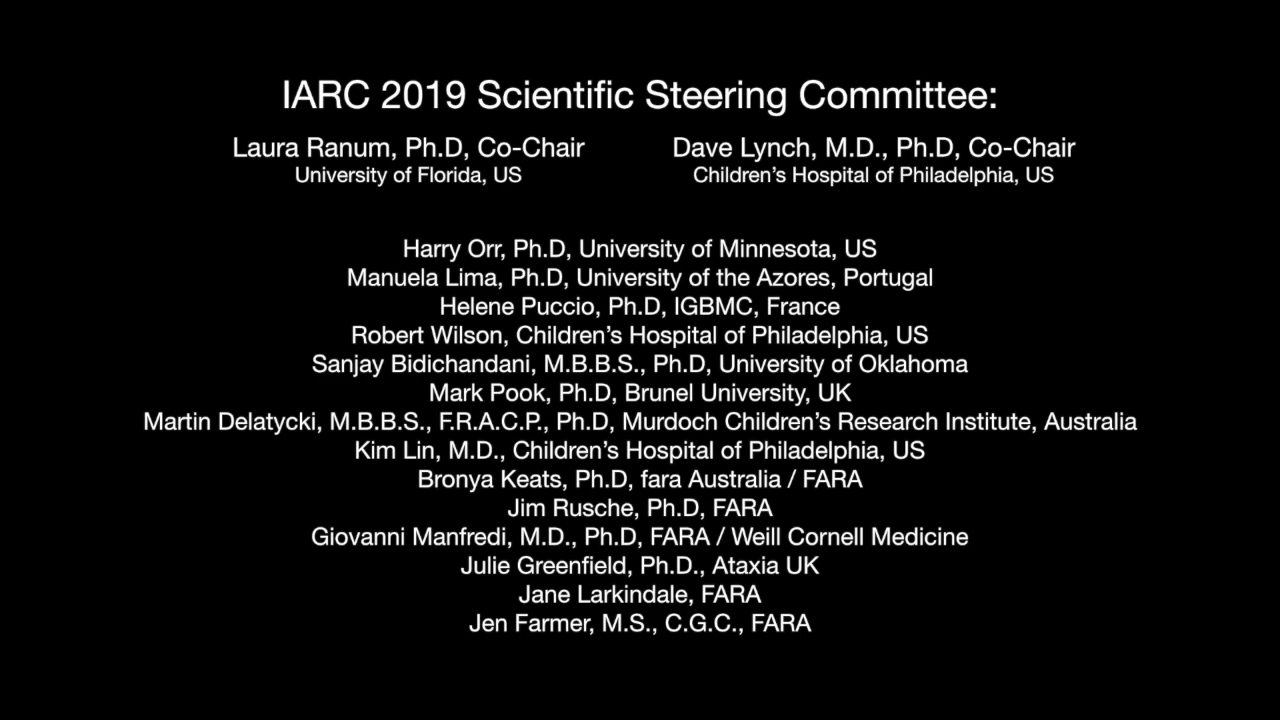 IARC 2019 Scientific Steering Committee:
Laura Ranum, Ph.D, Co-Chair
University of Florida, US
Dave Lynch, M.D., Ph.D, Co-Chair
Children’s Hospital of Philadelphia, US
Harry Orr, Ph.D, University of Minnesota, US
Manuela Lima, Ph.D, University of the Azores, Portugal
Helene Puccio, Ph.D, IGBMC, France
Robert Wilson, Children’s Hospital of Philadelphia, US
Sanjay Bidichandani, M.B.B.S., Ph.D, University of Oklahoma
Mark Pook, Ph.D, Brunel University, UK
Martin Delatycki, M.B.B.S., F.R.A.C.P., Ph.D, Murdoch Children’s Research Institute, Australia
Kim Lin, M.D., Children’s Hospital of Philadelphia, US
Bronya Keats, Ph.D, fara Australia / FARA
Jim Rusche, Ph.D, FARA
Giovanni Manfredi, M.D., Ph.D, FARA / Weill Cornell Medicine
Julie Greenfield, Ph.D., Ataxia UK
Jane Larkindale, FARA
Jen Farmer, M.S., C.G.C., FARA